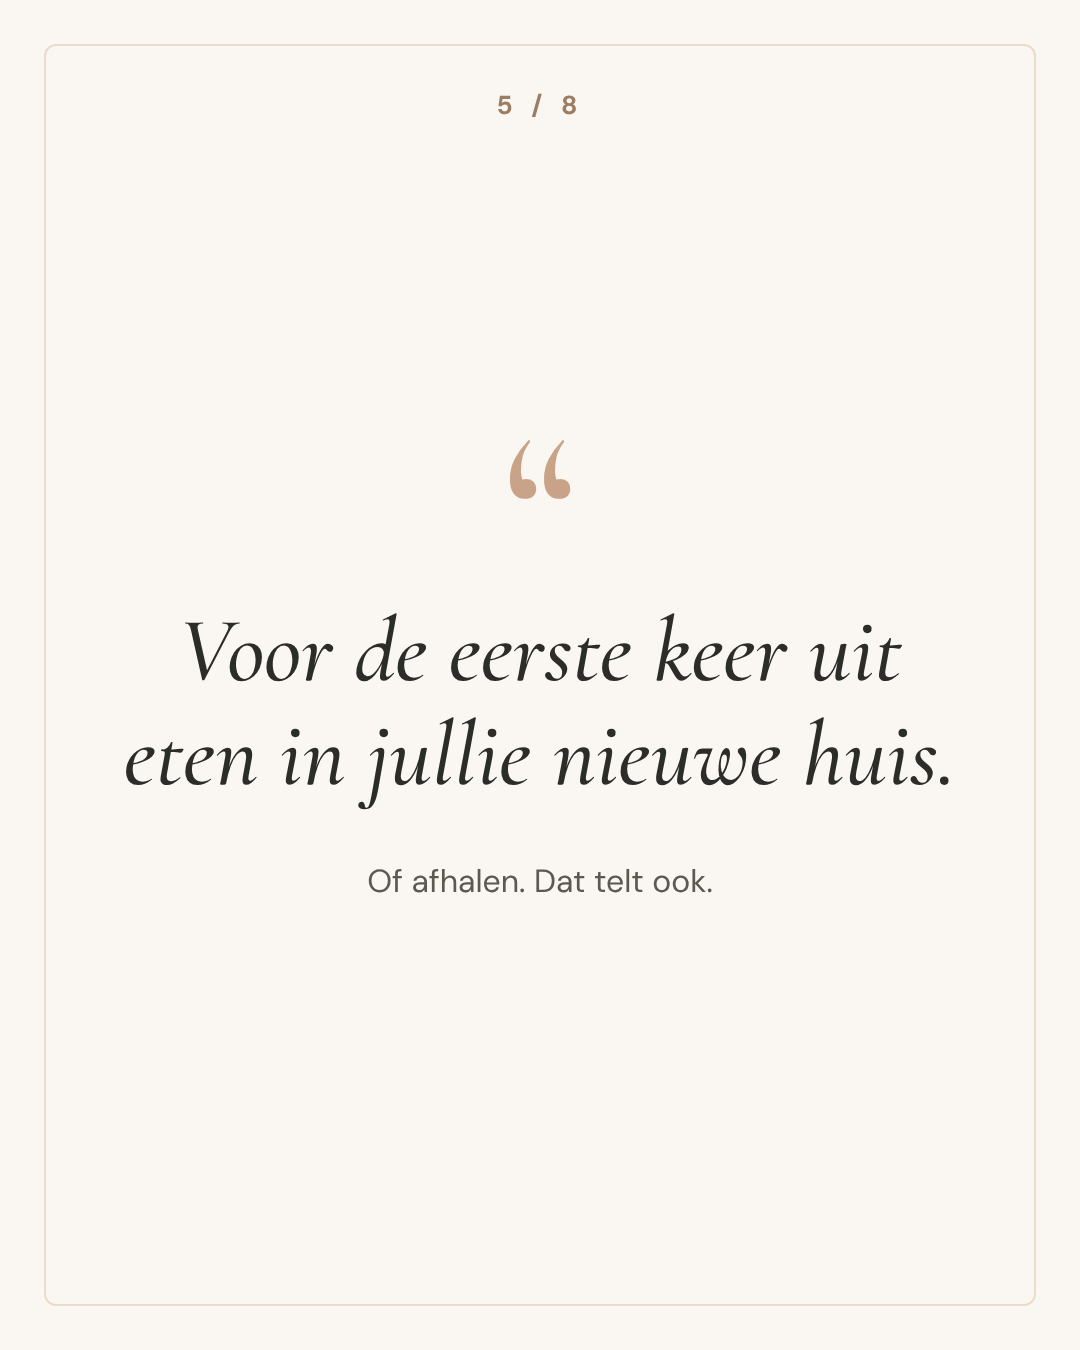 5 / 8
“
Voor de eerste keer uit
eten in jullie nieuwe huis.
Of afhalen. Dat telt ook.